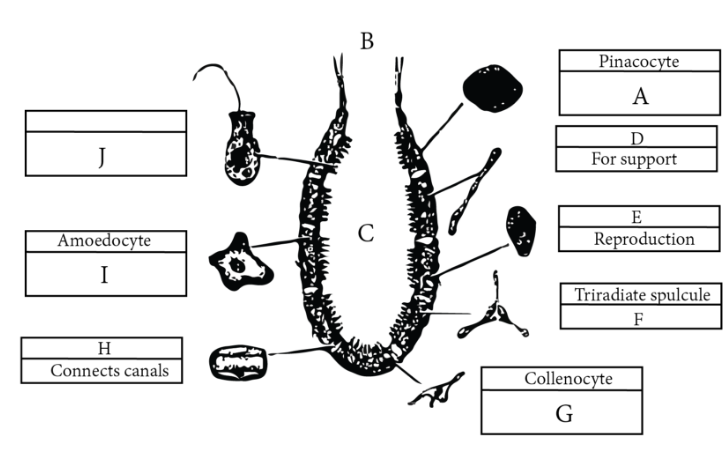 B
Pinacocyte
A
D
For support
J
C
E
Reproduction
Amoedocyte
I
Triradiate spulcule
F
H
Connects canals
Collenocyte
G